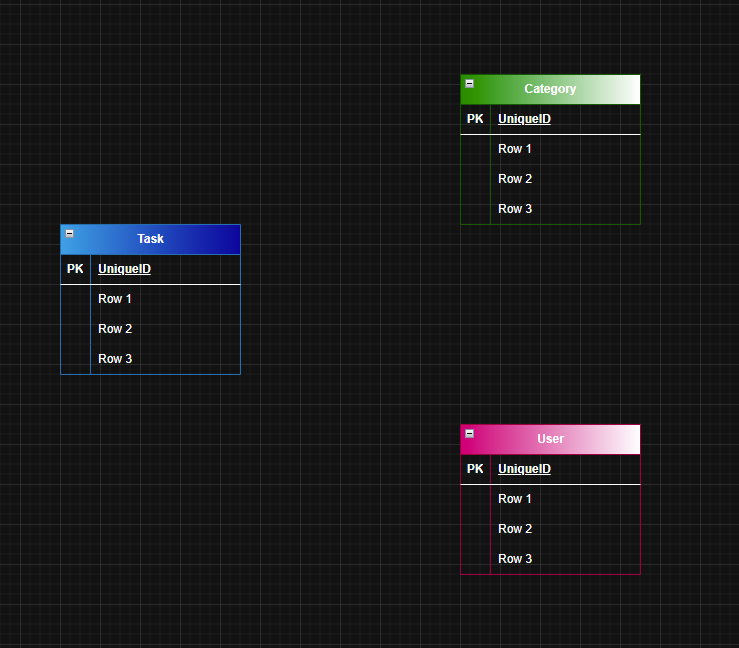 Category
PK UniqueID
Row 1
Row 2
Row 3
Task
PK UniqueID
Row 1
Row 2
Row 3
User
PK UniqueID
Row 1
Row 2
Row 3